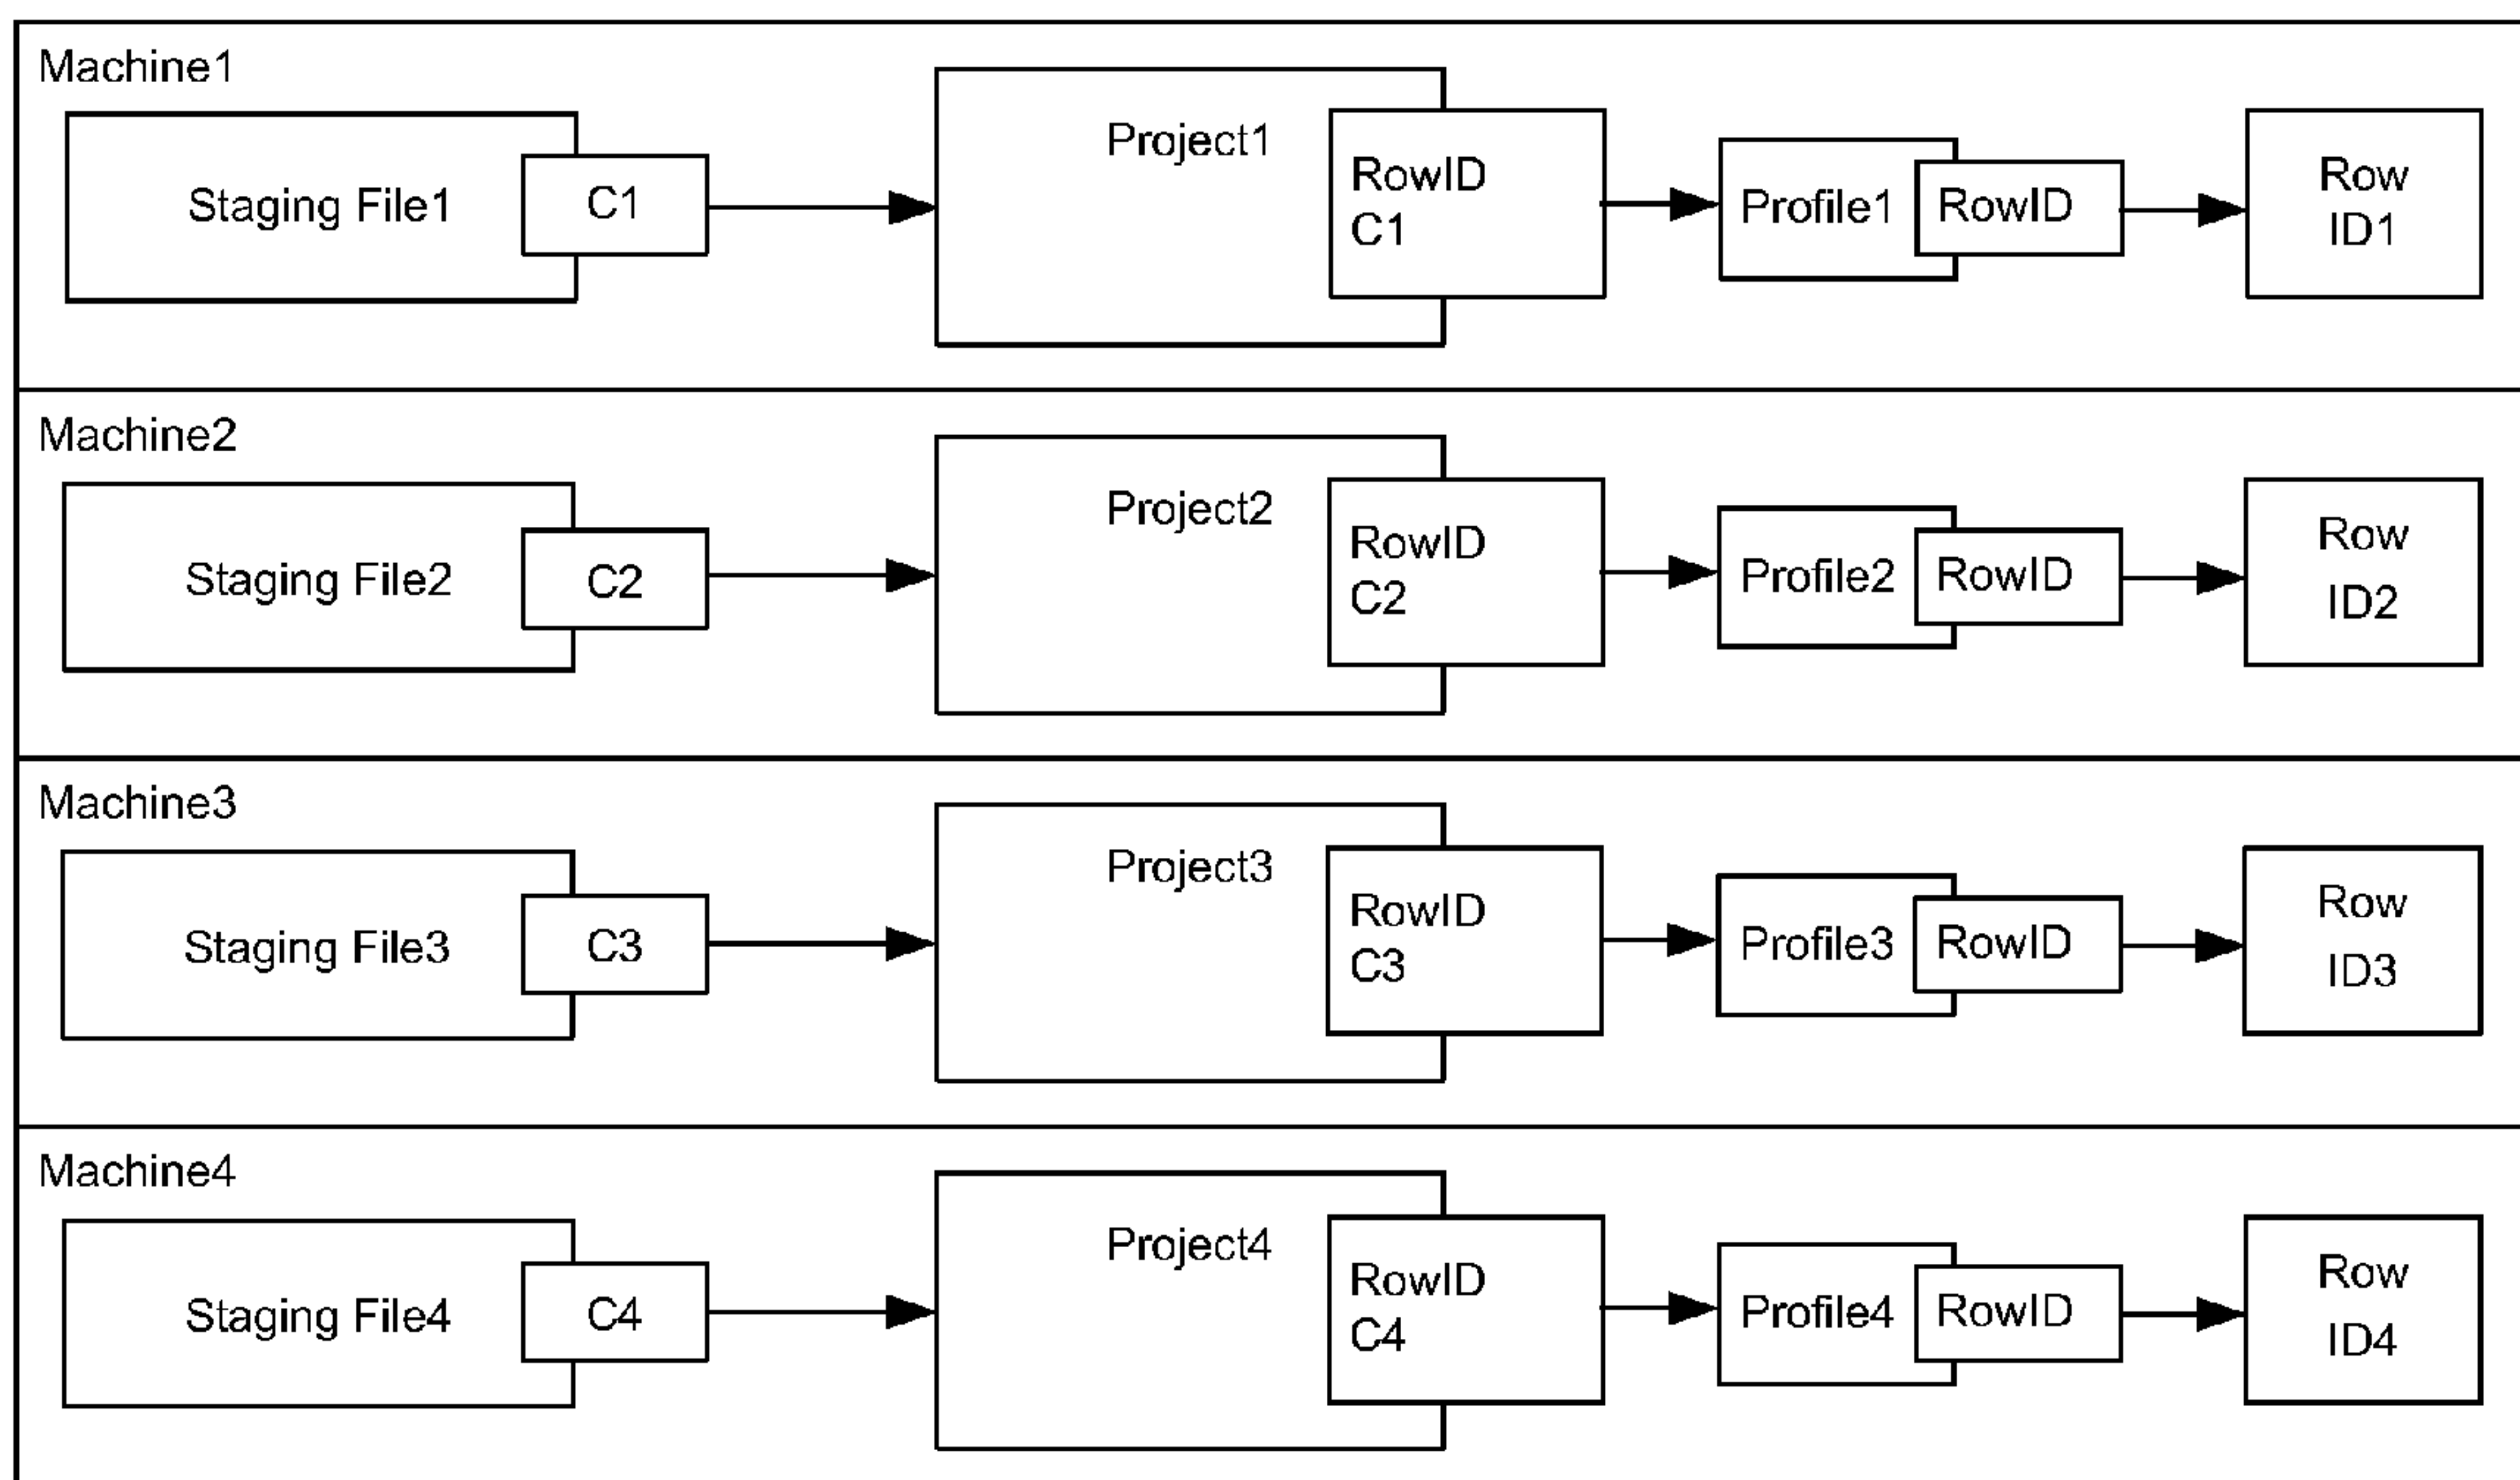 Machine1
Staging File1
C1
Project1
RowID
C1
Profile1
RowID
Row
ID1
Machine2
Staging File2
C2
Project2
RowID
C2
Profile2
RowID
Row
ID2
Machine3
Staging File3
C3
Project3
RowID
C3
Profile3
RowID
Row
ID3
Machine4
Staging File4
C4
Project4
RowID
C4
Profile4
RowID
Row
ID4